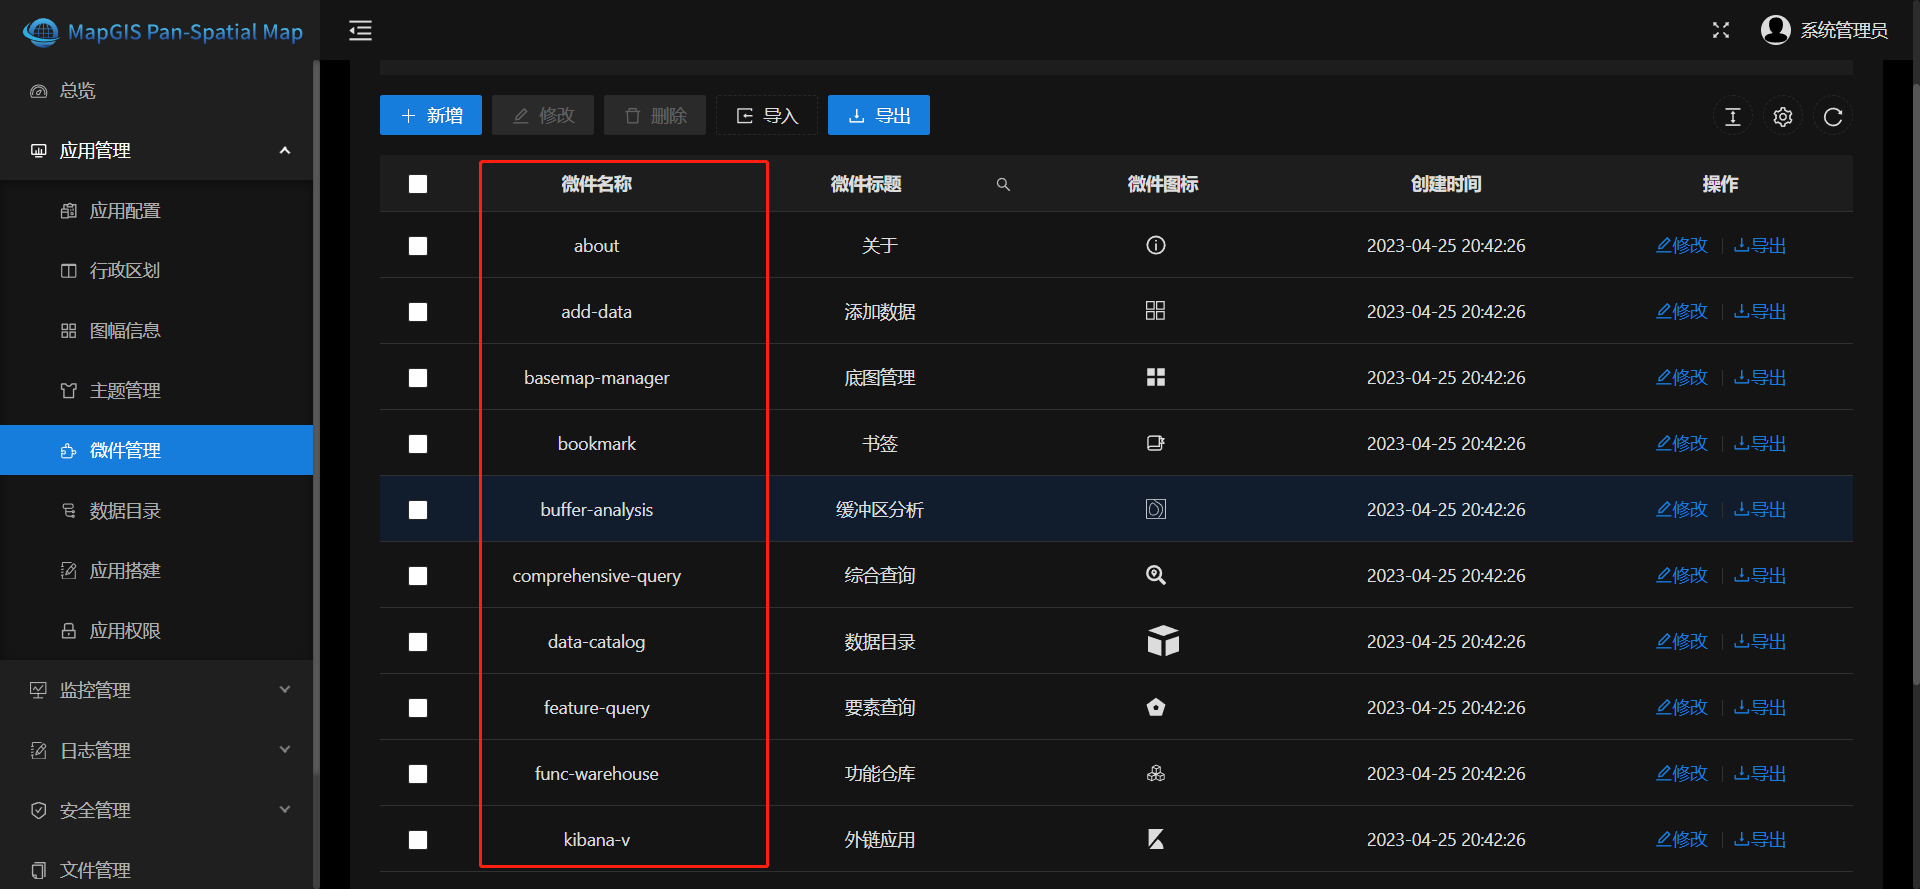 MapGIS Pan-Spatial Map
系统管理员
总览
应用管理
应用配置
行政区划
图幅信息
主题管理
微件管理
数据目录
应用搭建
应用权限
监控管理
日志管理
安全管理
文件管理
新增 修改 删除 导入 导出
微件名称 微件标题 微件图标 创建时间 操作
about 关于 2023-04-25 20:42:26 修改 导出
add-data 添加数据 2023-04-25 20:42:26 修改 导出
basemap-manager 底图管理 2023-04-25 20:42:26 修改 导出
bookmark 书签 2023-04-25 20:42:26 修改 导出
buffer-analysis 缓冲区分析 2023-04-25 20:42:26 修改 导出
comprehensive-query 综合查询 2023-04-25 20:42:26 修改 导出
data-catalog 数据目录 2023-04-25 20:42:26 修改 导出
feature-query 要素查询 2023-04-25 20:42:26 修改 导出
func-warehouse 功能仓库 2023-04-25 20:42:26 修改 导出
kibana-v 外链应用 2023-04-25 20:42:26 修改 导出